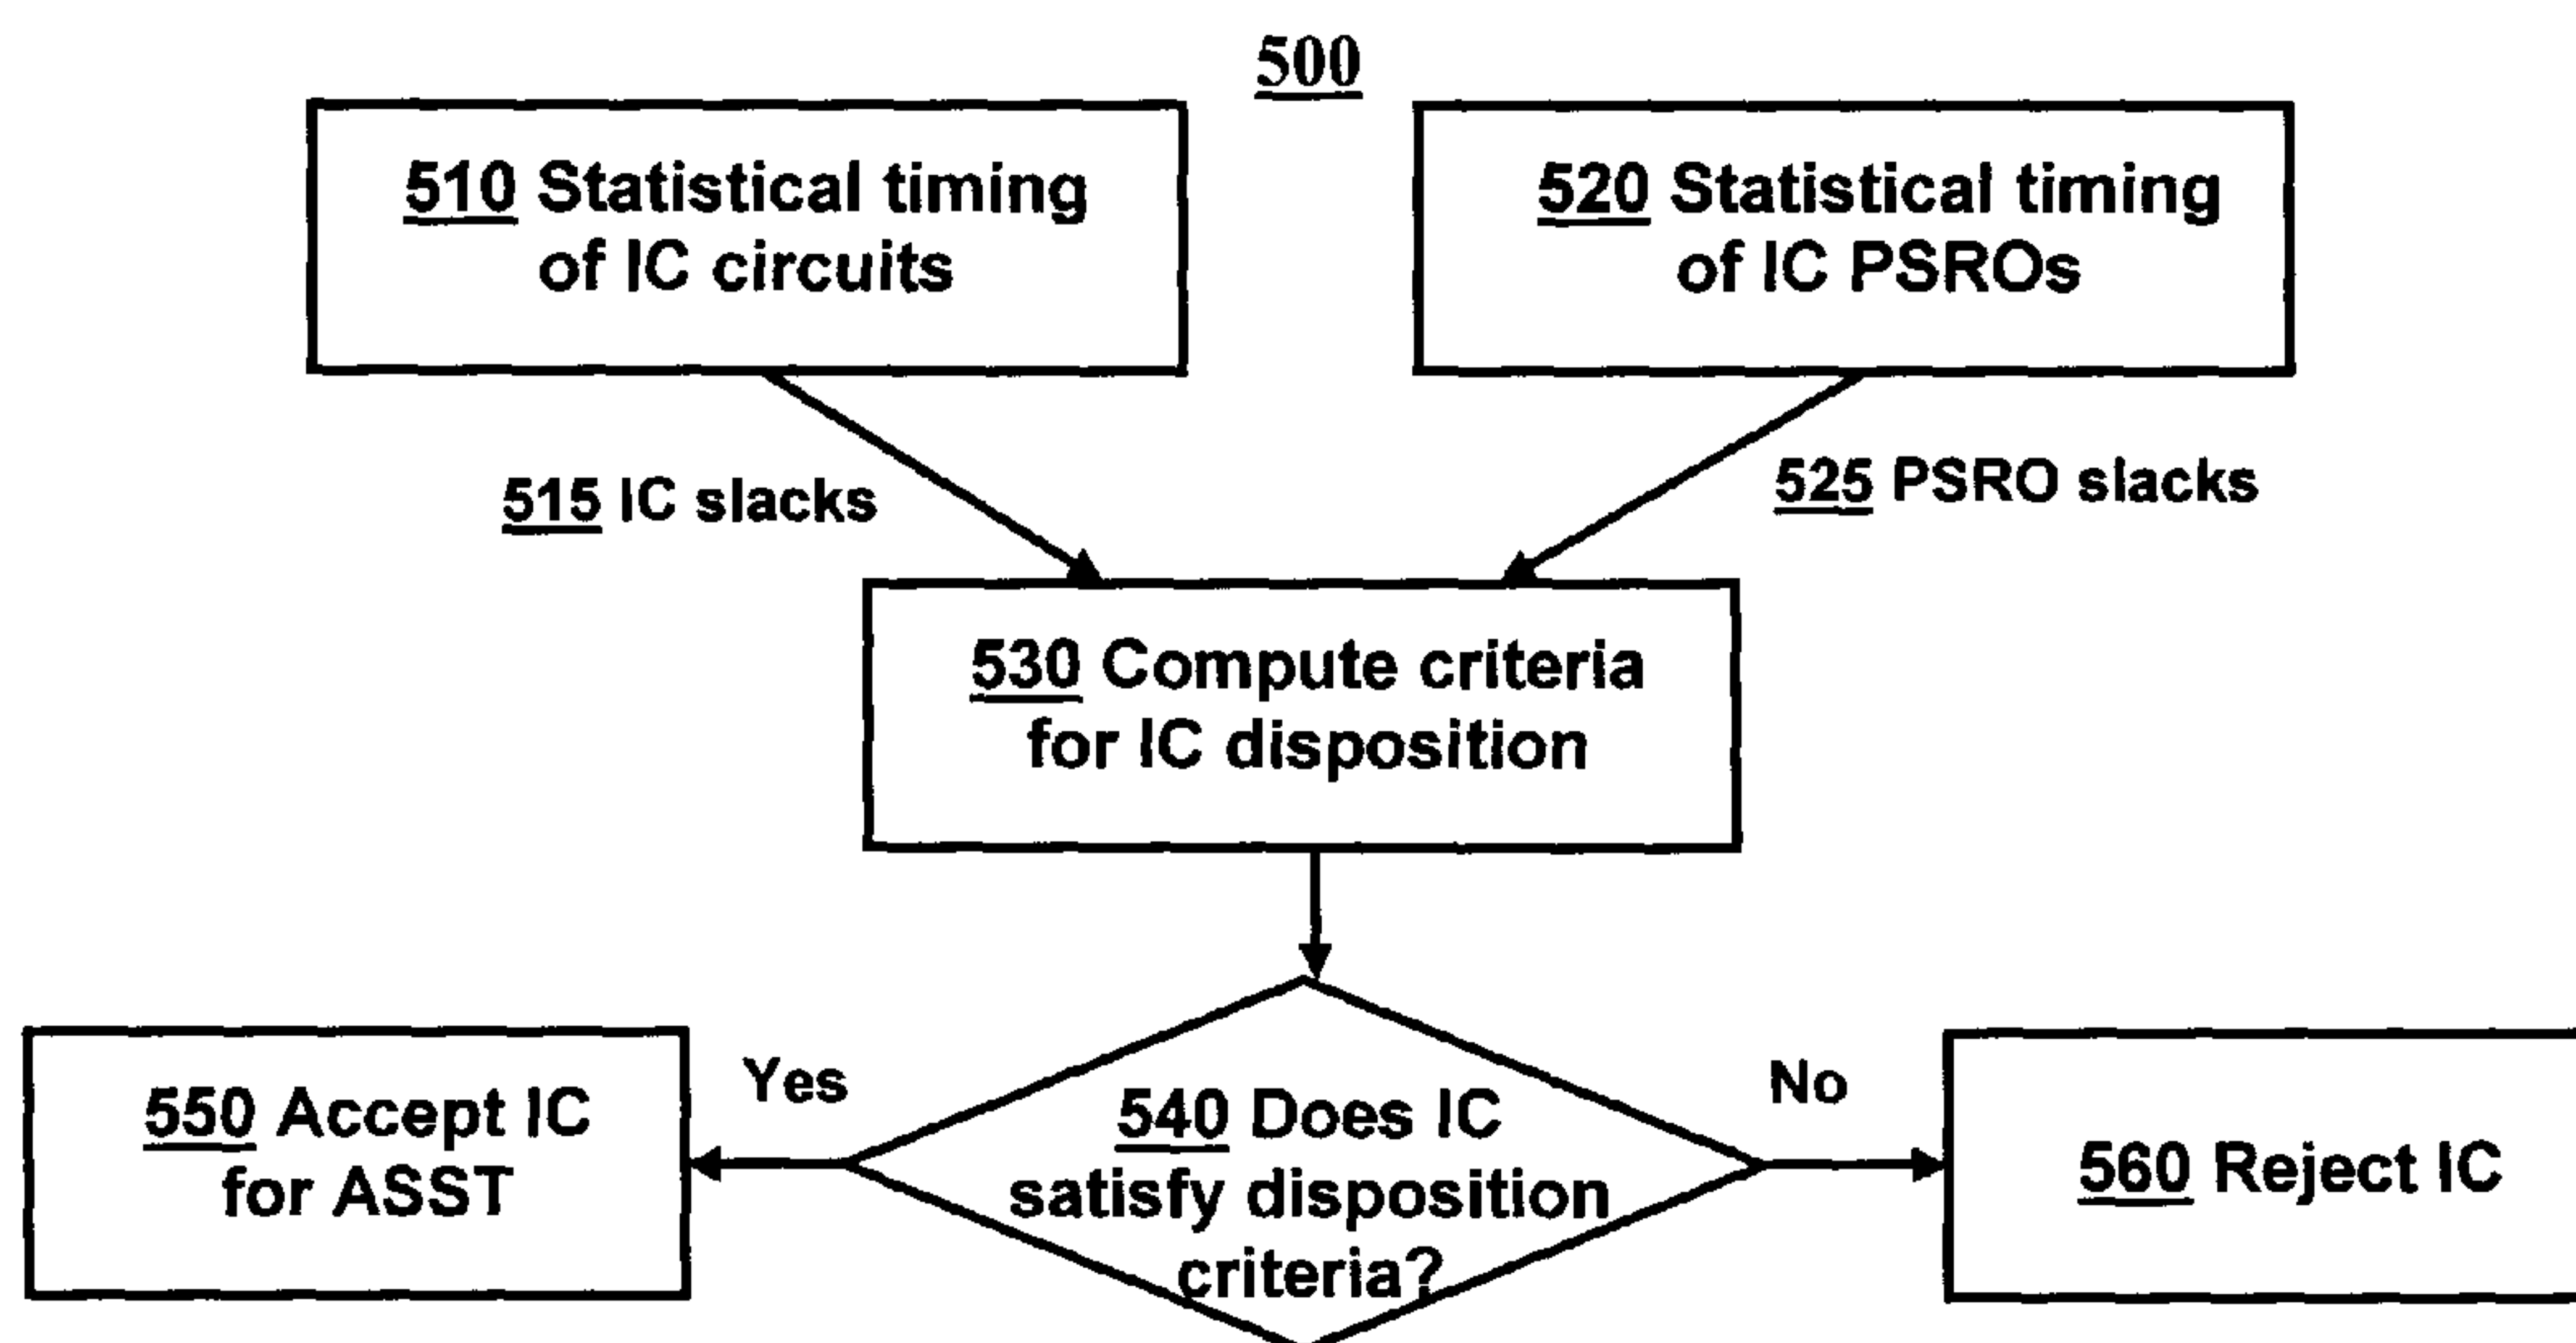 500
510 Statistical timing
of IC circuits
520 Statistical timing
of IC PSROs
515 IC slacks
525 PSRO slacks
530 Compute criteria
for IC disposition
550 Accept IC
for ASST
Yes
540 Does IC
satisfy disposition
criteria?
No
560 Reject IC